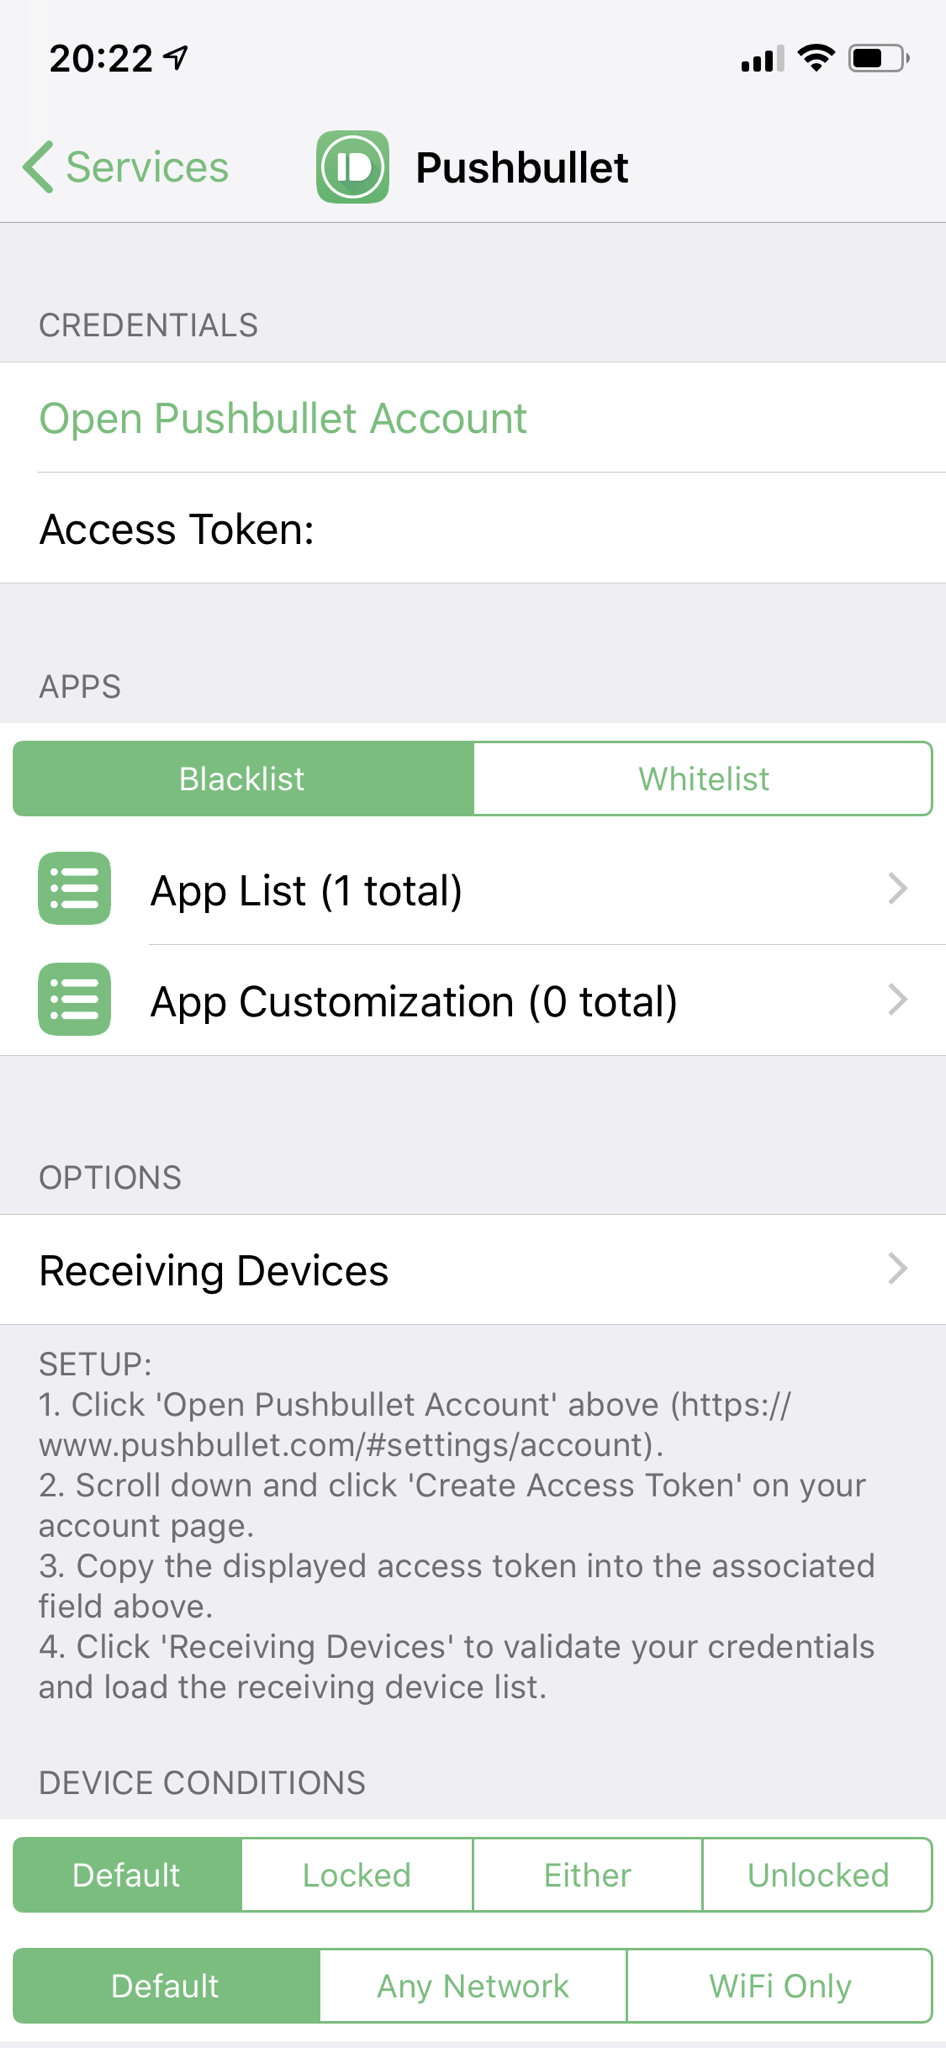 20:22
Services
Pushbullet
CREDENTIALS
Open Pushbullet Account
Access Token:
APPS
Blacklist
Whitelist
App List (1 total)
App Customization (0 total)
OPTIONS
Receiving Devices
SETUP:
1. Click 'Open Pushbullet Account' above (https://
www.pushbullet.com/#settings/account).
2. Scroll down and click 'Create Access Token' on your
account page.
3. Copy the displayed access token into the associated
field above.
4. Click 'Receiving Devices' to validate your credentials
and load the receiving device list.
DEVICE CONDITIONS
Default
Locked
Either
Unlocked
Default
Any Network
WiFi Only